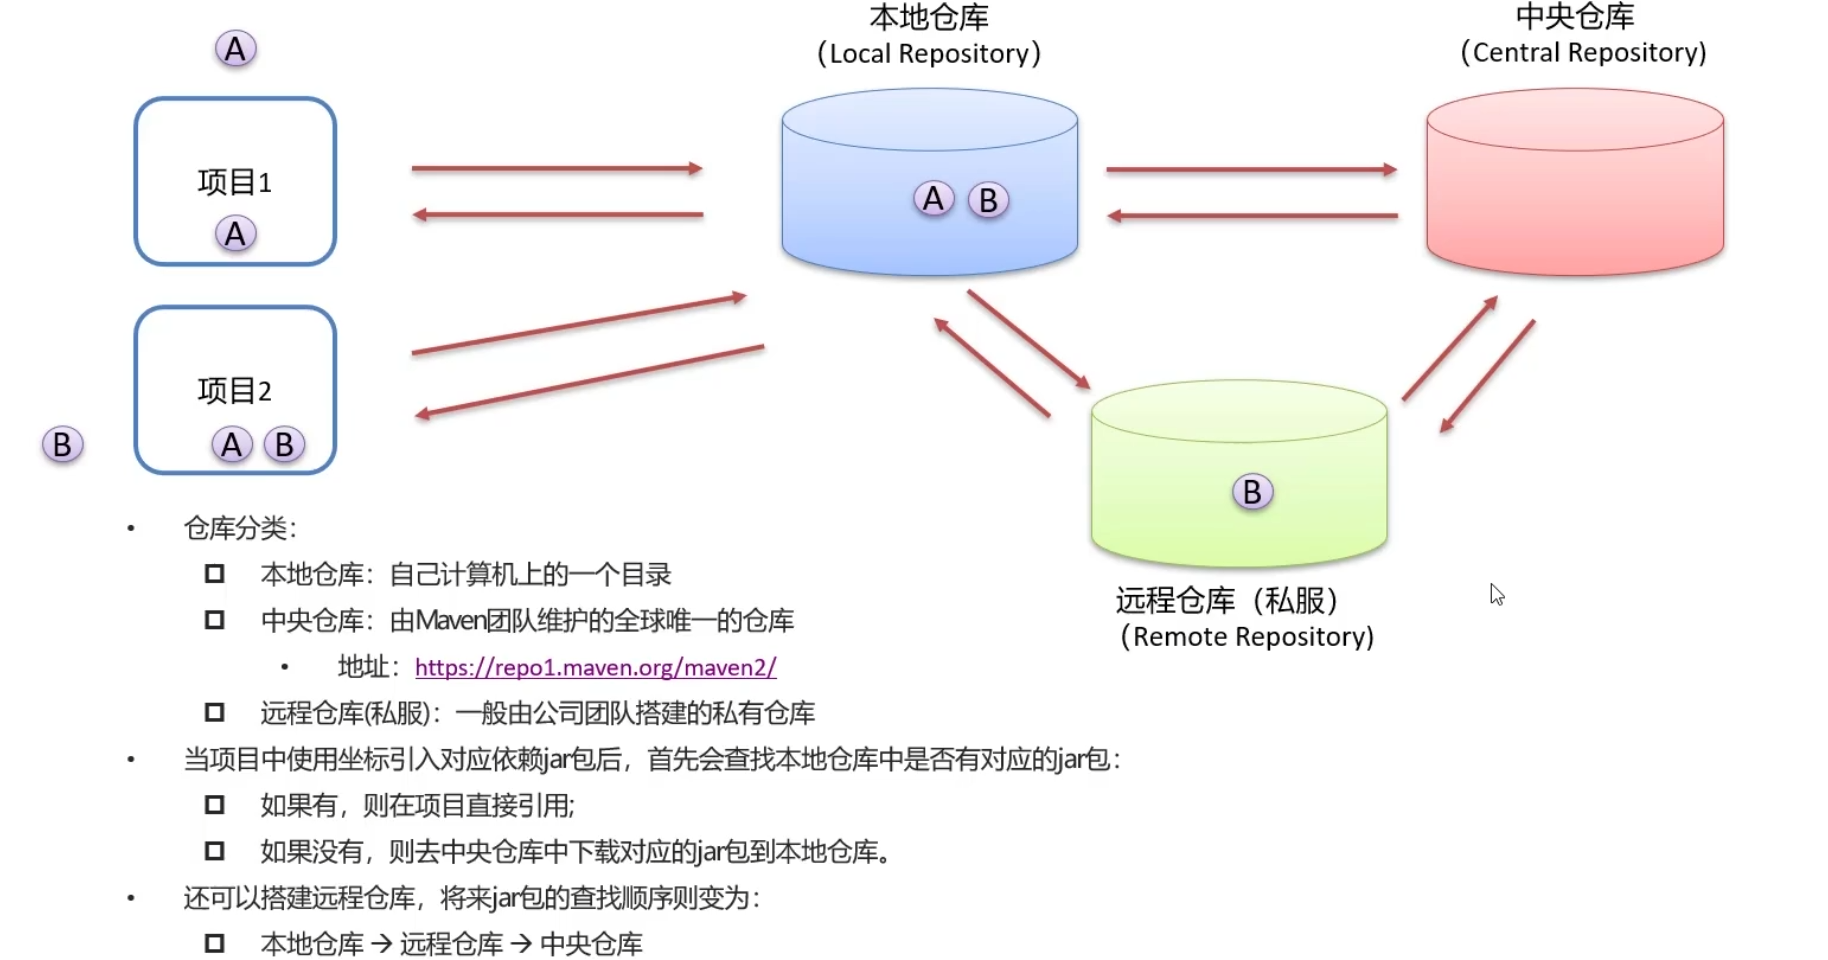 本地仓库
（Local Repository）
中央仓库
（Central Repository)
A
项目1
A
A B
项目2
B
A B
B
远程仓库（私服）
（Remote Repository)
• 仓库分类：
本地仓库：自己计算机上的一个目录
中央仓库：由Maven团队维护的全球唯一的仓库
• 地址：https://repo1.maven.org/maven2/
远程仓库(私服)：一般由公司团队搭建的私有仓库
• 当项目中使用坐标引入对应依赖jar包后，首先会查找本地仓库中是否有对应的jar包：
如果有，则在项目直接引用;
如果没有，则去中央仓库中下载对应的jar包到本地仓库。
• 还可以搭建远程仓库，将来jar包的查找顺序则变为：
本地仓库 → 远程仓库 → 中央仓库